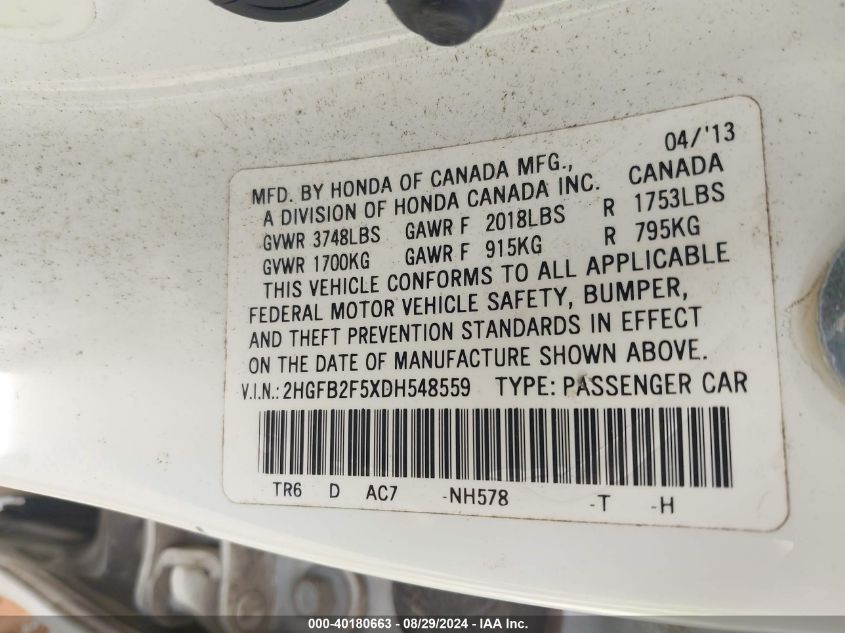 04/'13
MFD. BY HONDA OF CANADA MFG.,
A DIVISION OF HONDA CANADA INC. CANADA
GVWR 3748LBS GAWR F 2018LBS R 1753LBS
GVWR 1700KG GAWR F 915KG R 795KG
THIS VEHICLE CONFORMS TO ALL APPLICABLE
FEDERAL MOTOR VEHICLE SAFETY, BUMPER,
AND THEFT PREVENTION STANDARDS IN EFFECT
ON THE DATE OF MANUFACTURE SHOWN ABOVE.
V.I.N.: 2HGFB2F5XDH548559 TYPE: PASSENGER CAR
TR6 D AC7 -NH578 -T -H
000-40180663 - 08/29/2024 - IAA Inc.